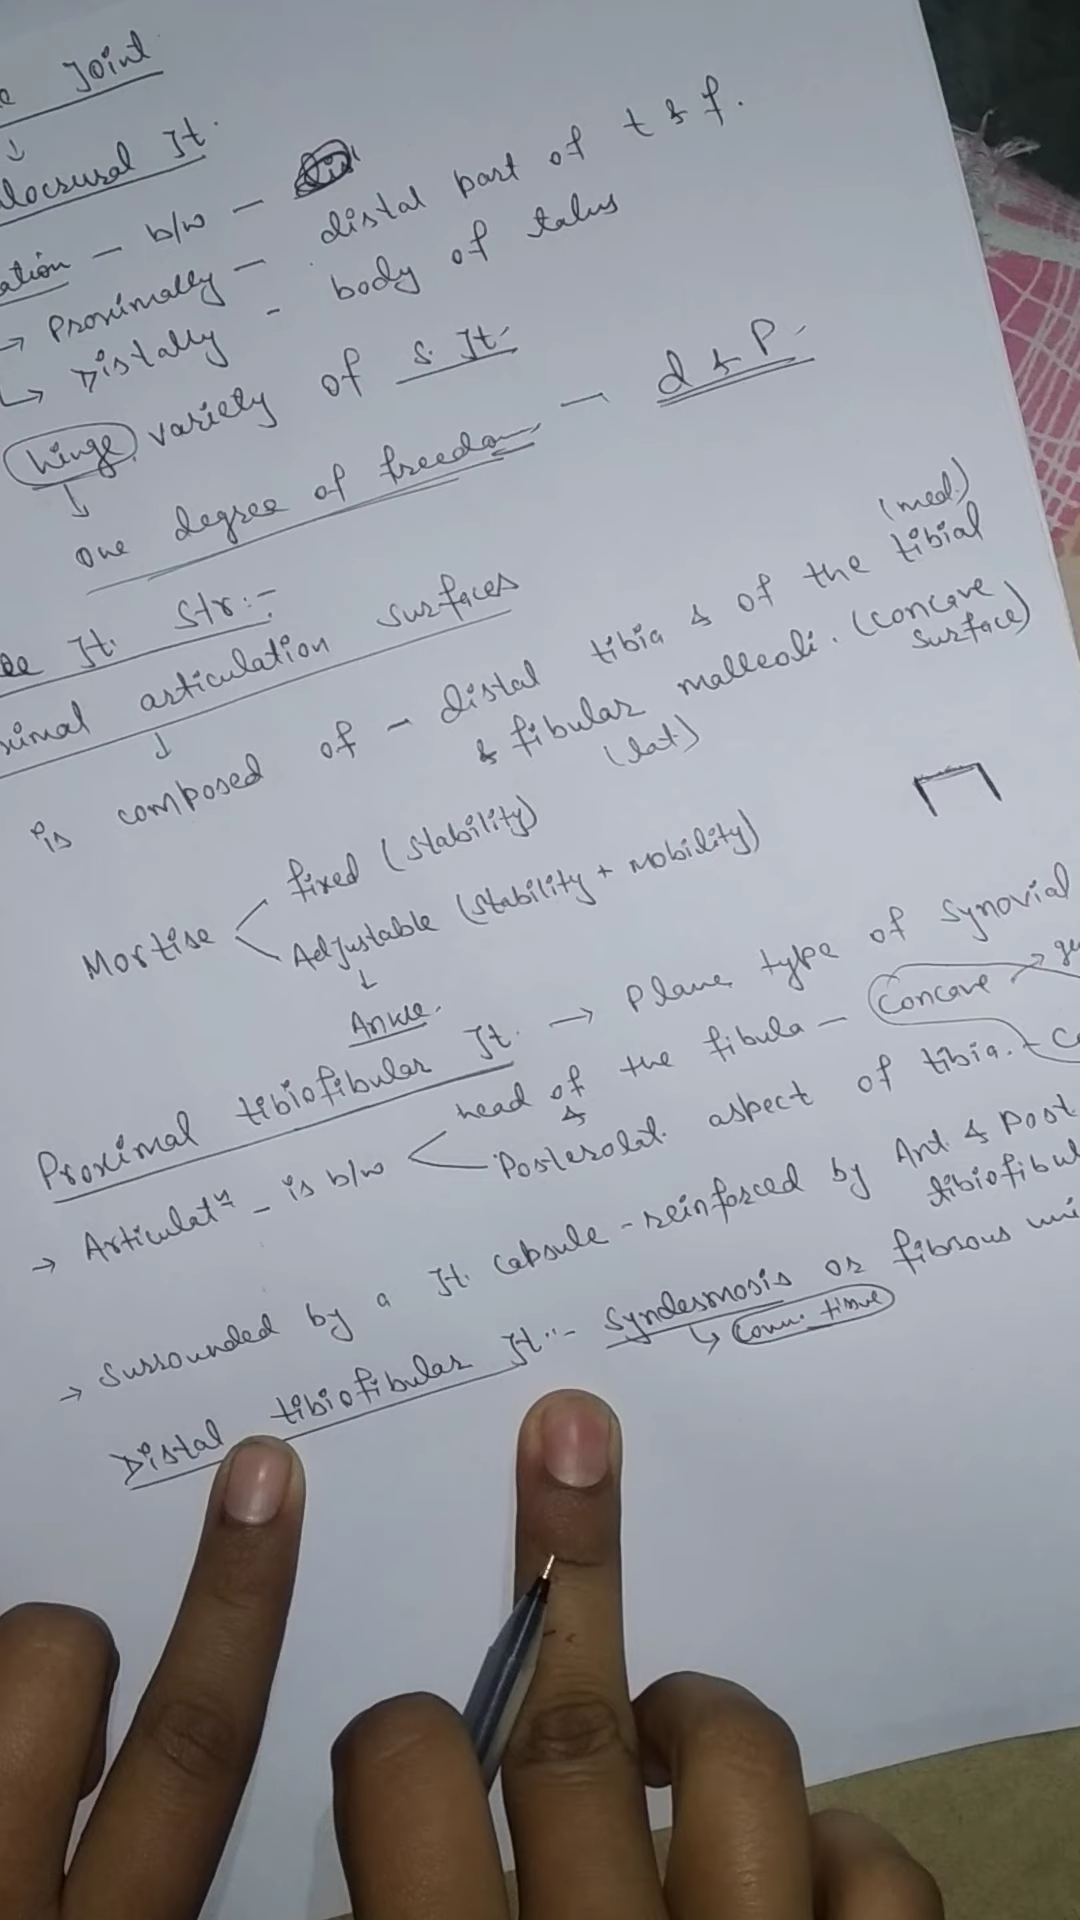 e Joint
↓
locrural Jt.
ation – b/w –
→ Proximally – distal part of t & f.
↳ Distally - body of talus
hinge variety of s. Jt.
↓
one degree of freedom – d & P.
Jt. Str:-
ximal articulation surfaces
↓
is composed of – distal tibia & of the tibial (med.)
& fibular malleoli. (concave surface)
(lat)
Mortise < fixed (stability)
Adjustable (stability + Mobility)
↓
Ankle.
Proximal tibiofibular Jt. → Plane type of synovial
→ Articulatⁿ – is b/w < head of the fibula – Concave →
&
Posterolat. aspect of tibia. –
→ Surrounded by a Jt. capsule – reinforced by Ant. & post
tibiofibul
Distal tibiofibular Jt:- Syndesmosis or fibrous uni
↳ Conn. tissue